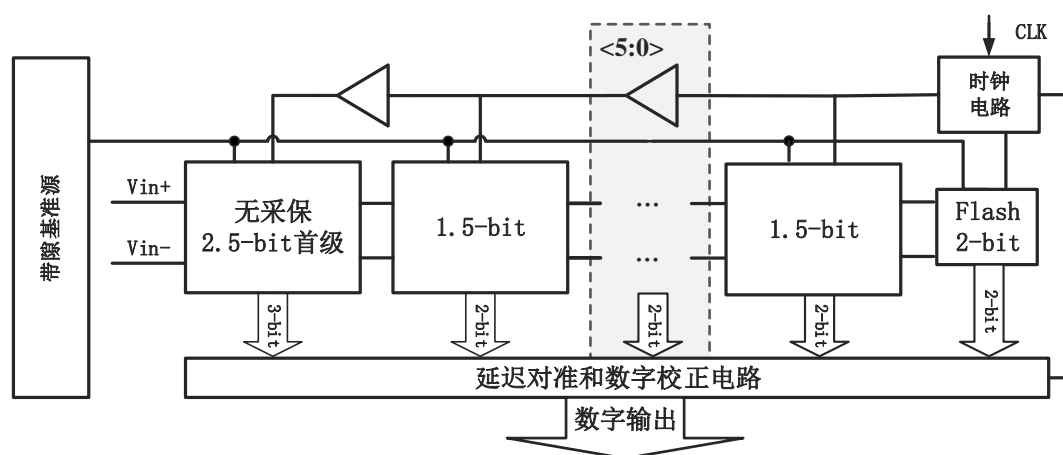 <5:0>
CLK
时钟
电路
带隙基准源
Vin+
Vin-
无采保
2.5-bit首级
1.5-bit
...
...
1.5-bit
Flash
2-bit
3-bit
2-bit
2-bit
2-bit
2-bit
延迟对准和数字校正电路
数字输出